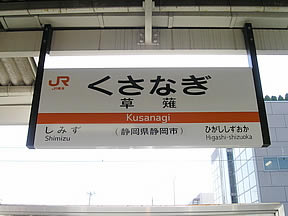 JR
JR東海
くさなぎ
草薙
Kusanagi
しみず
Shimizu
(静岡県静岡市)
ひがししずおか
Higashi-shizuoka